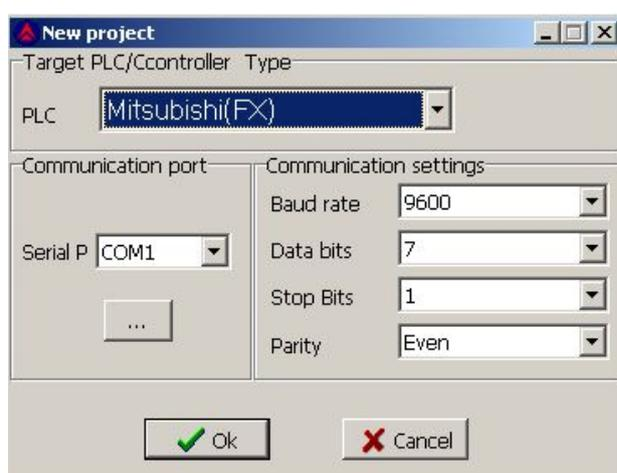 New project
Target PLC/Ccontroller Type
PLC Mitsubishi(FX)
Communication port
Serial P COM1
...
Communication settings
Baud rate 9600
Data bits 7
Stop Bits 1
Parity Even
Ok Cancel